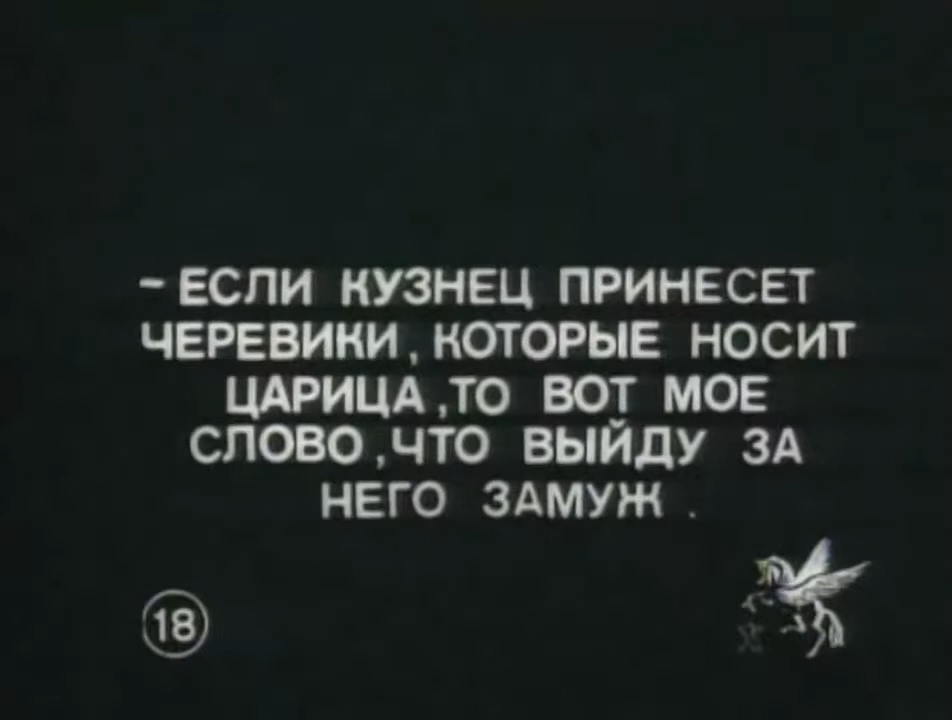 – ЕСЛИ КУЗНЕЦ ПРИНЕСЕТ
ЧЕРЕВИКИ, КОТОРЫЕ НОСИТ
ЦАРИЦА, ТО ВОТ МОЕ
СЛОВО, ЧТО ВЫЙДУ ЗА
НЕГО ЗАМУЖ .
18